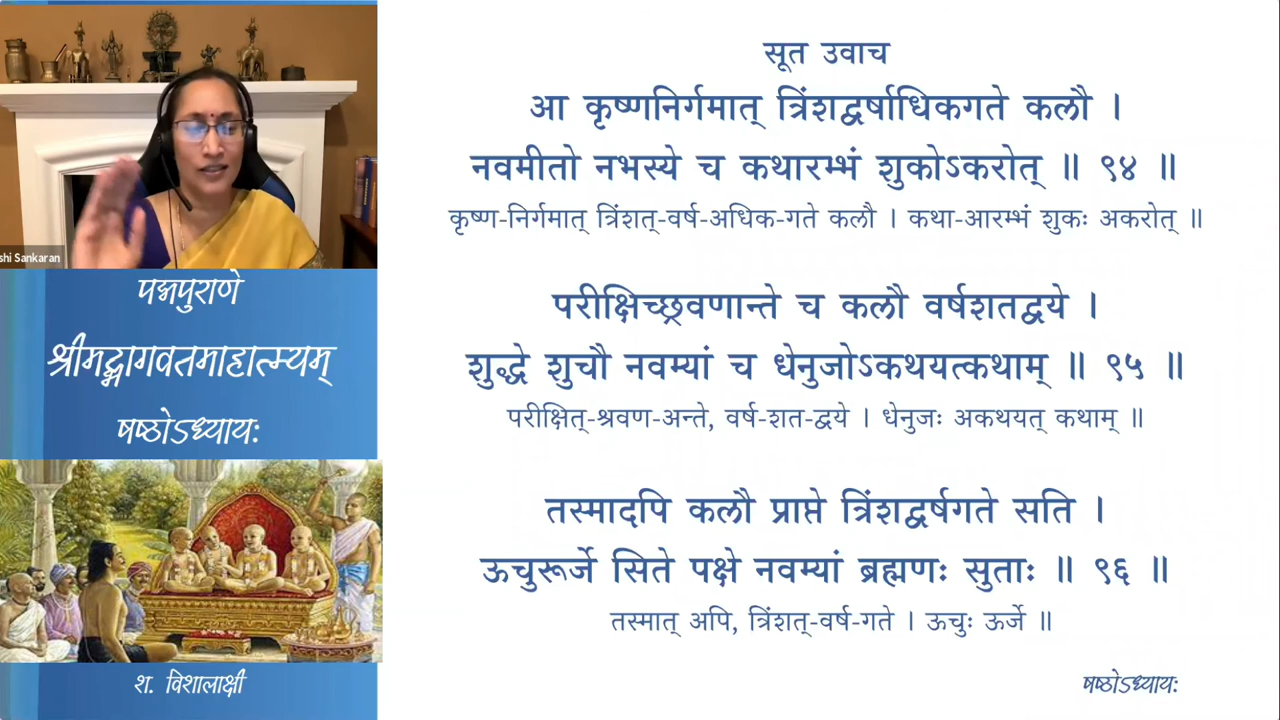 shi Sankaran
पद्मपुराणे
श्रीमद्भागवतमाहात्म्यम्
षष्ठोऽध्यायः
श. विशालाक्षी
सूत उवाच
आ कृष्णनिर्गमात् त्रिंशद्वर्षाधिकगते कलौ ।
नवमीतो नभस्ये च कथारम्भं शुकोऽकरोत् ॥ ९४ ॥
कृष्ण-निर्गमात् त्रिंशत्-वर्ष-अधिक-गते कलौ । कथा-आरम्भं शुकः अकरोत् ॥
परीक्षिच्छ्रवणान्ते च कलौ वर्षशतद्वये ।
शुद्धे शुचौ नवम्यां च धेनुजोऽकथयत्कथाम् ॥ ९५ ॥
परीक्षित्-श्रवण-अन्ते, वर्ष-शत-द्वये । धेनुजः अकथयत् कथाम् ॥
तस्मादपि कलौ प्राप्ते त्रिंशद्वर्षगते सति ।
ऊचुरूर्जे सिते पक्षे नवम्यां ब्रह्मणः सुताः ॥ ९६ ॥
तस्मात् अपि, त्रिंशत्-वर्ष-गते । ऊचुः ऊर्जे ॥
षष्ठोऽध्यायः